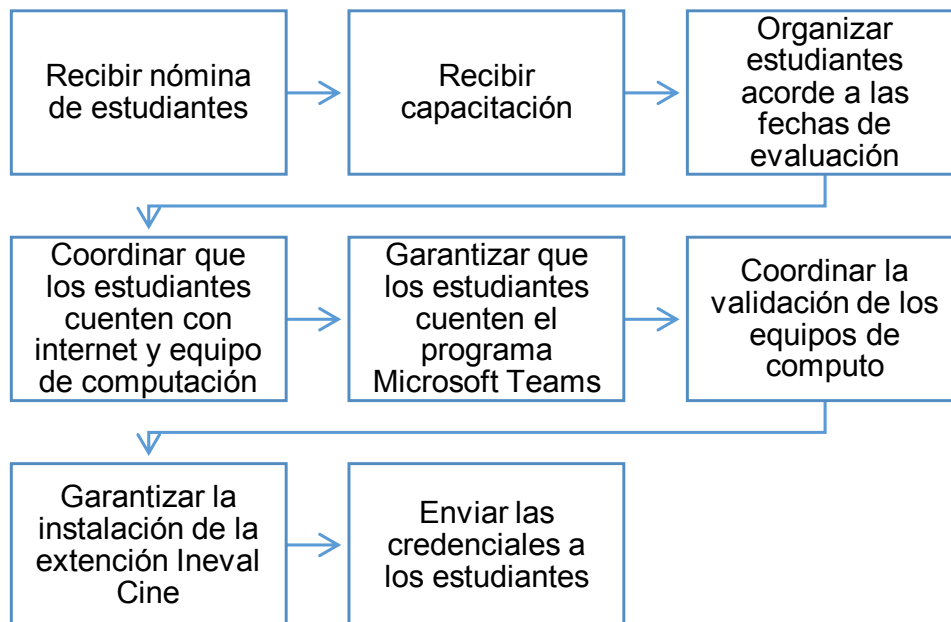 Recibir nómina
de estudiantes
Recibir
capacitación
Organizar
estudiantes
acorde a las
fechas de
evaluación
Coordinar que
los estudiantes
cuenten con
internet y equipo
de computación
Garantizar que
los estudiantes
cuenten el
programa
Microsoft Teams
Coordinar la
validación de los
equipos de
computo
Garantizar la
instalación de la
extención Ineval
Cine
Enviar las
credenciales a
los estudiantes